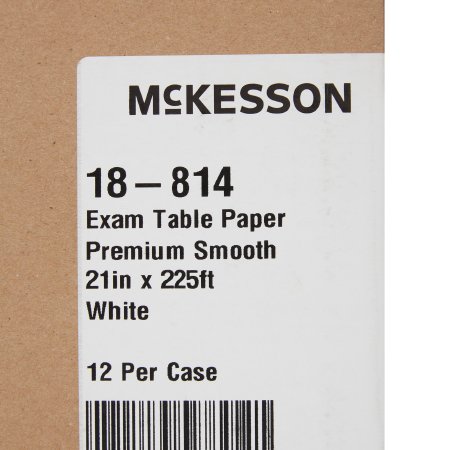 McKESSON
18–814
Exam Table Paper
Premium Smooth
21in x 225ft
White
12 Per Case